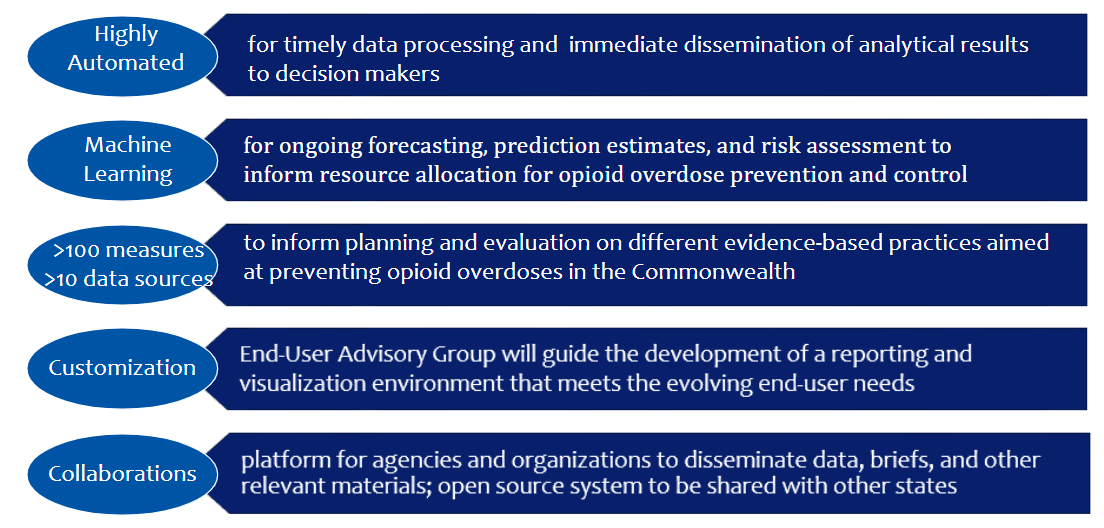 Highly
Automated
for timely data processing and immediate dissemination of analytical results
to decision makers
Machine
Learning
for ongoing forecasting, prediction estimates, and risk assessment to
inform resource allocation for opioid overdose prevention and control
>100 measures
>10 data sources
to inform planning and evaluation on different evidence-based practices aimed
at preventing opioid overdoses in the Commonwealth
Customization
End-User Advisory Group will guide the development of a reporting and
visualization environment that meets the evolving end-user needs
Collaborations
platform for agencies and organizations to disseminate data, briefs, and other
relevant materials; open source system to be shared with other states